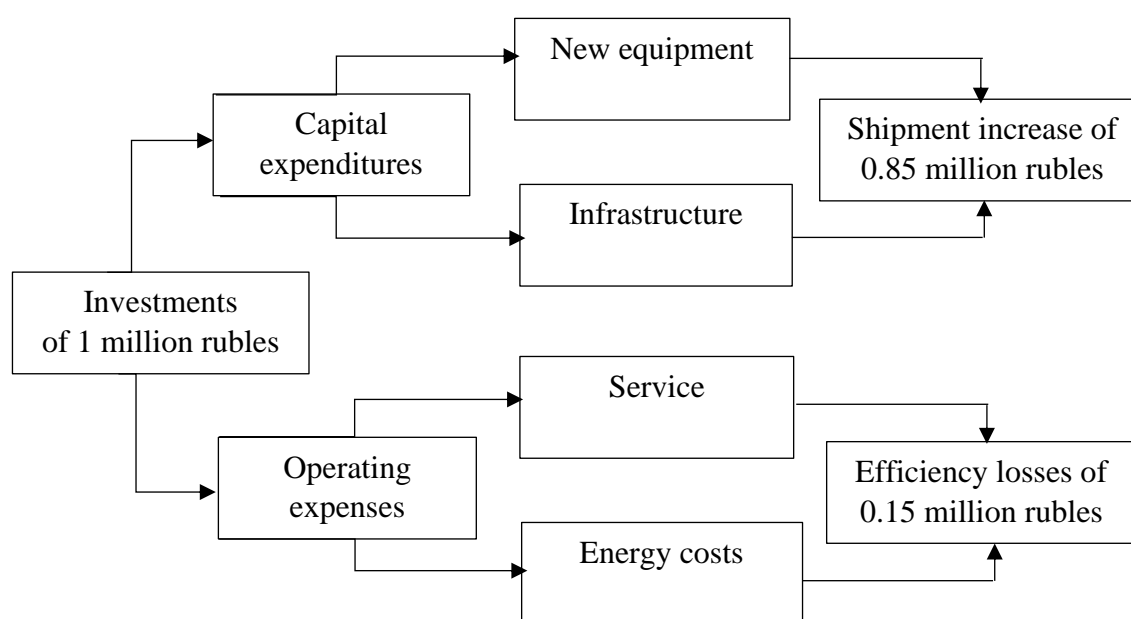 New equipment
Capital
expenditures
Shipment increase of
0.85 million rubles
Infrastructure
Investments
of 1 million rubles
Service
Operating
expenses
Efficiency losses of
0.15 million rubles
Energy costs